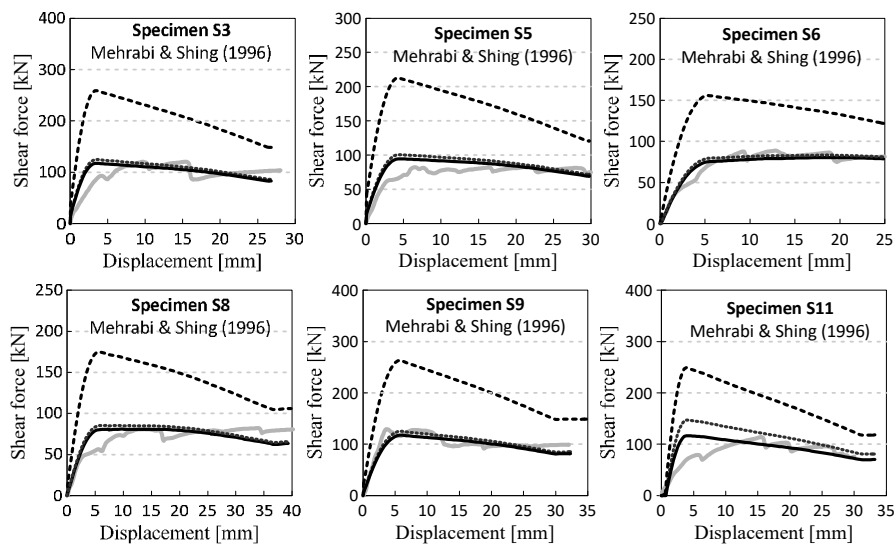 Specimen S3
Mehrabi & Shing (1996)
Shear force [kN]
400
300
200
100
0
0 5 10 15 20 25 30
Displacement [mm]
Specimen S5
Mehrabi & Shing (1996)
Shear force [kN]
300
250
200
150
100
50
0
0 5 10 15 20 25 30
Displacement [mm]
Specimen S6
Mehrabi & Shing (1996)
Shear force [kN]
250
200
150
100
50
0
0 5 10 15 20 25
Displacement [mm]
Specimen S8
Mehrabi & Shing (1996)
Shear force [kN]
250
200
150
100
50
0
0 5 10 15 20 25 30 35 40
Displacement [mm]
Specimen S9
Mehrabi & Shing (1996)
Shear force [kN]
400
300
200
100
0
0 5 10 15 20 25 30 35
Displacement [mm]
Specimen S11
Mehrabi & Shing (1996)
Shear force [kN]
400
300
200
100
0
0 5 10 15 20 25 30 35
Displacement [mm]